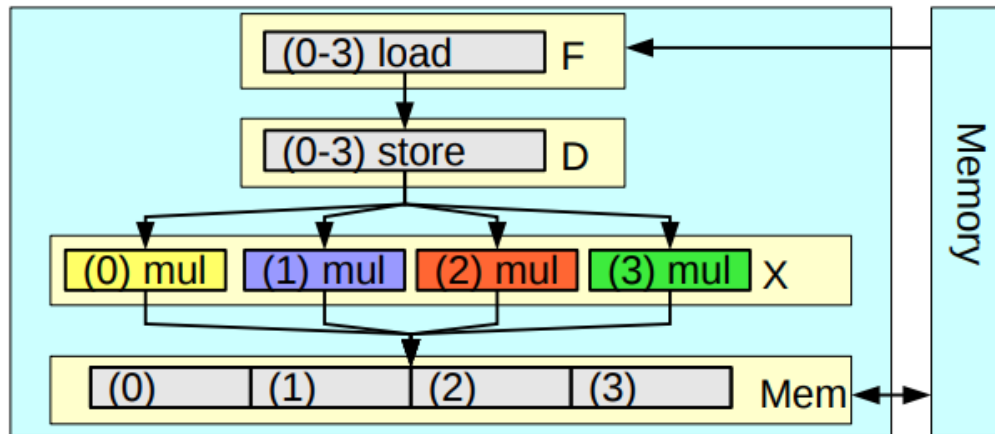 (0-3) load F
(0-3) store D
(0) mul (1) mul (2) mul (3) mul X
(0) (1) (2) (3) Mem
Memory